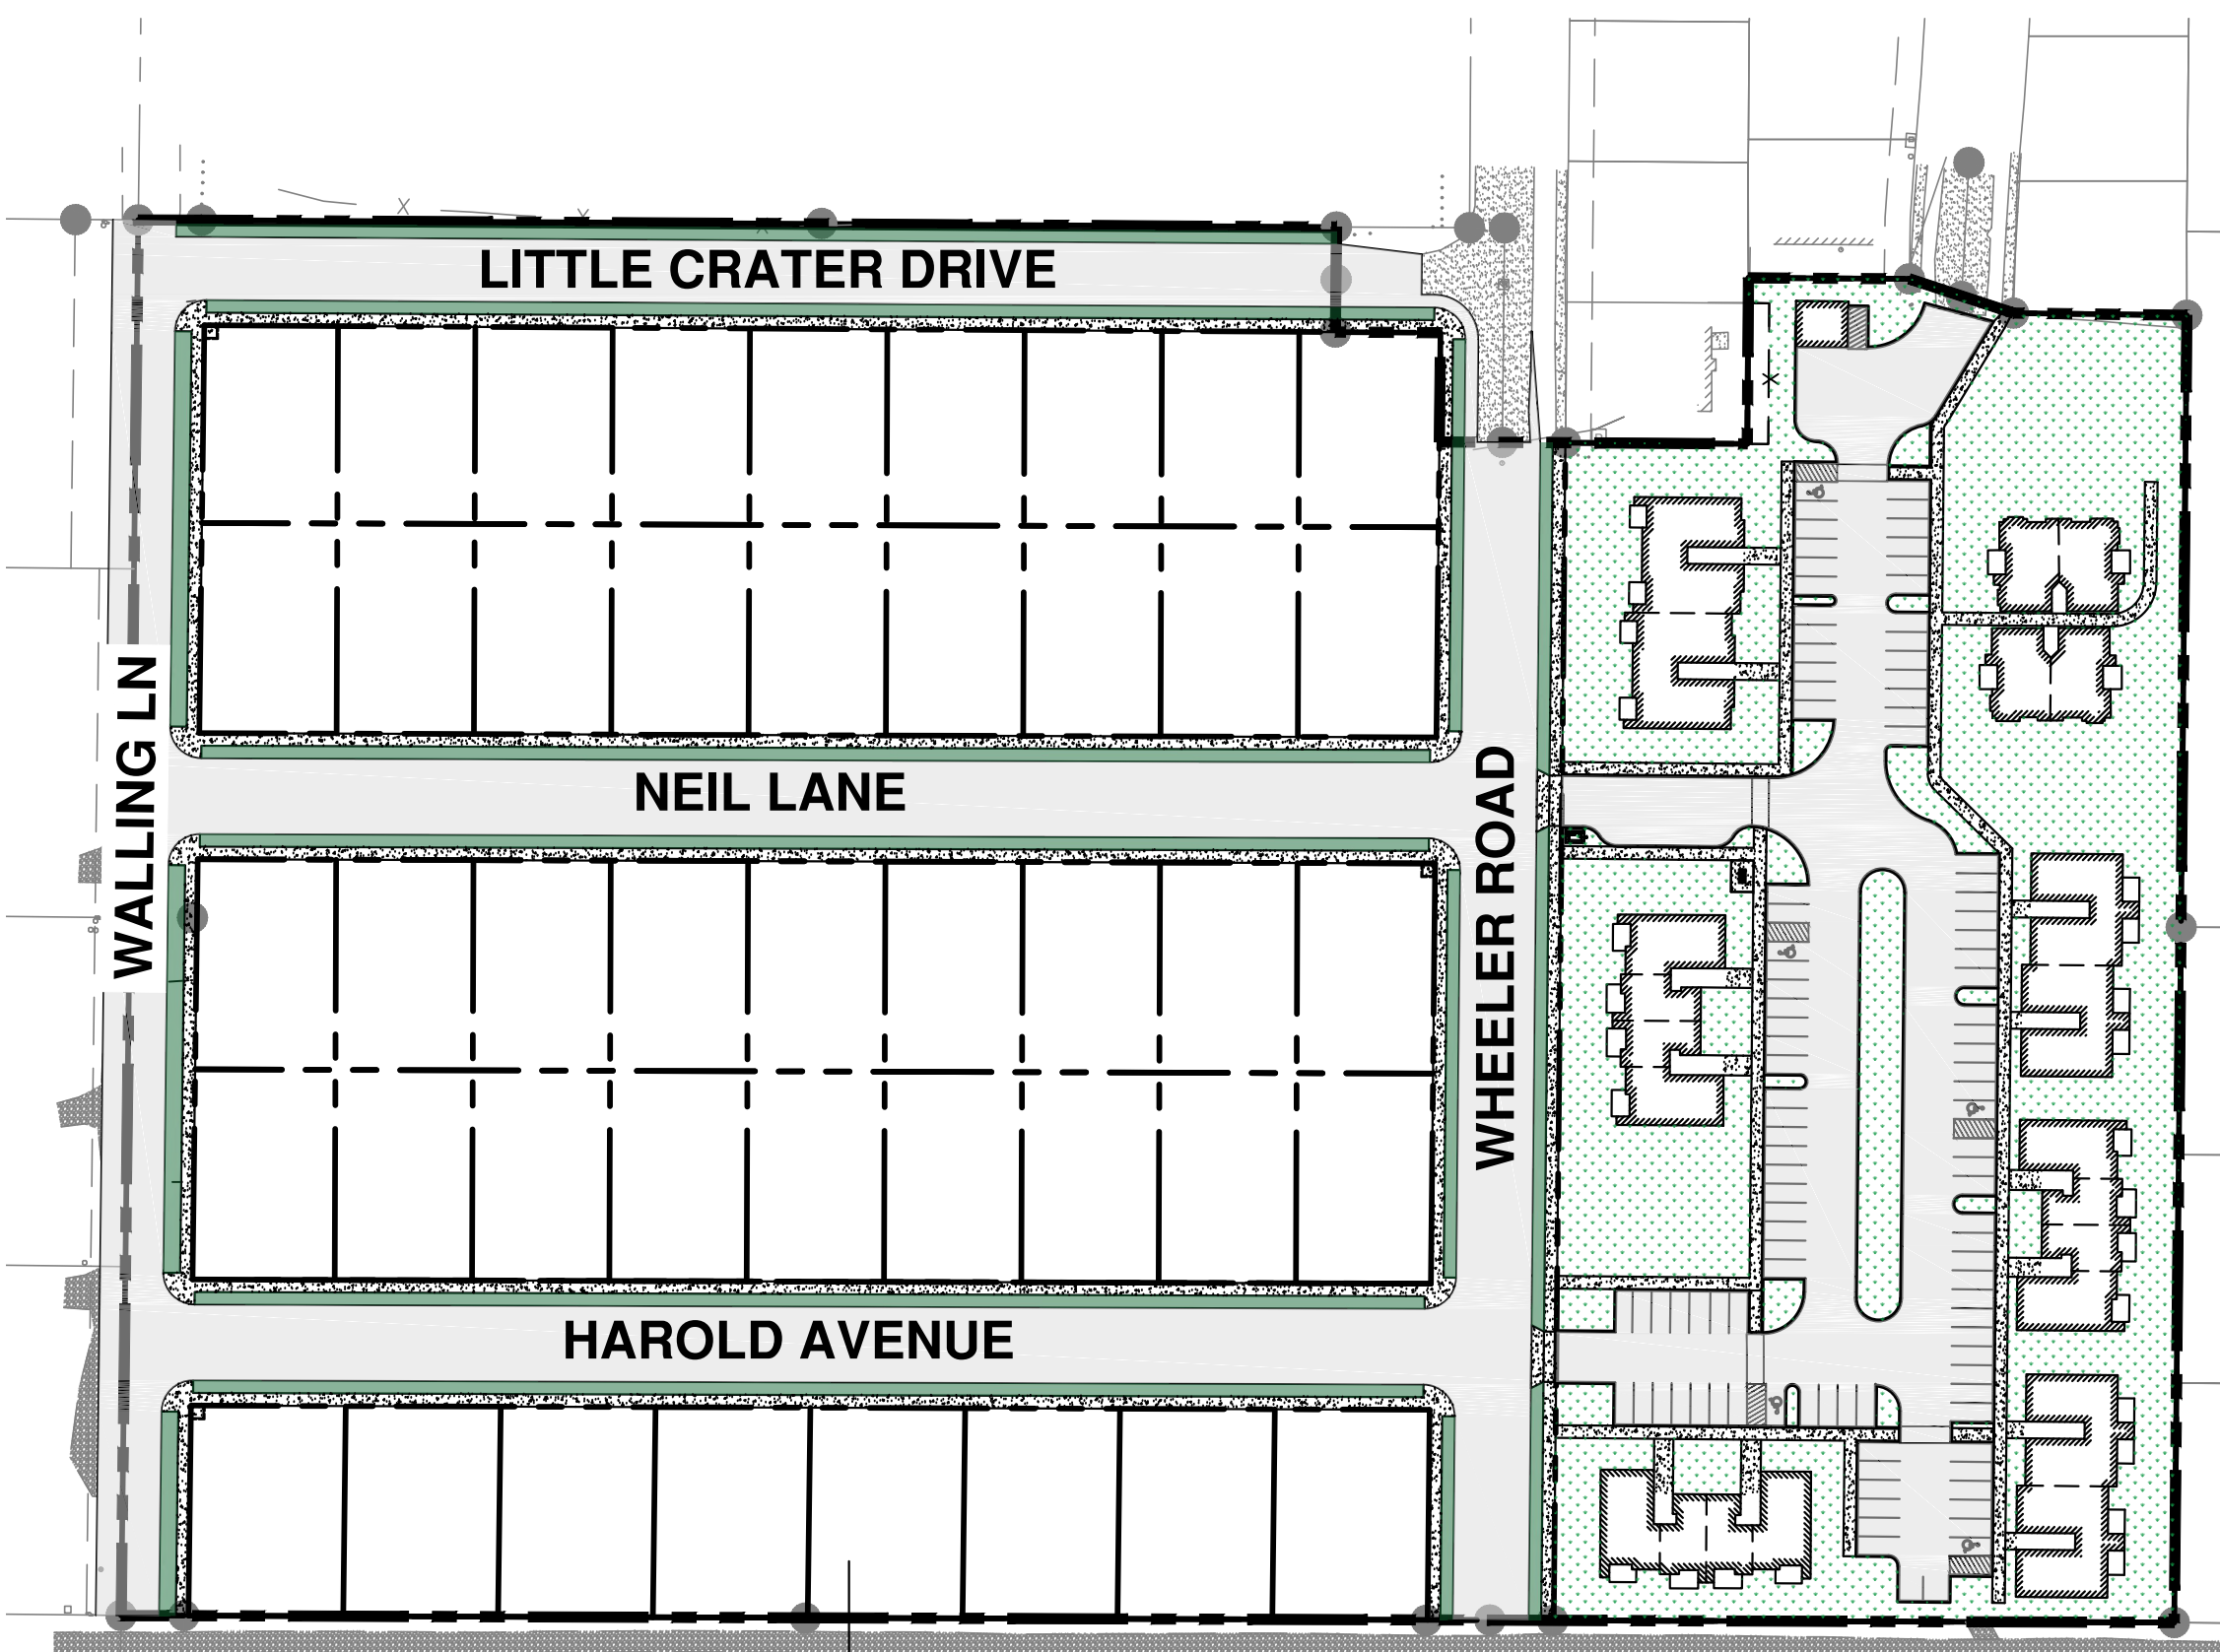 LITTLE CRATER DRIVE
WALLING LN
NEIL LANE
WHEELER ROAD
HAROLD AVENUE